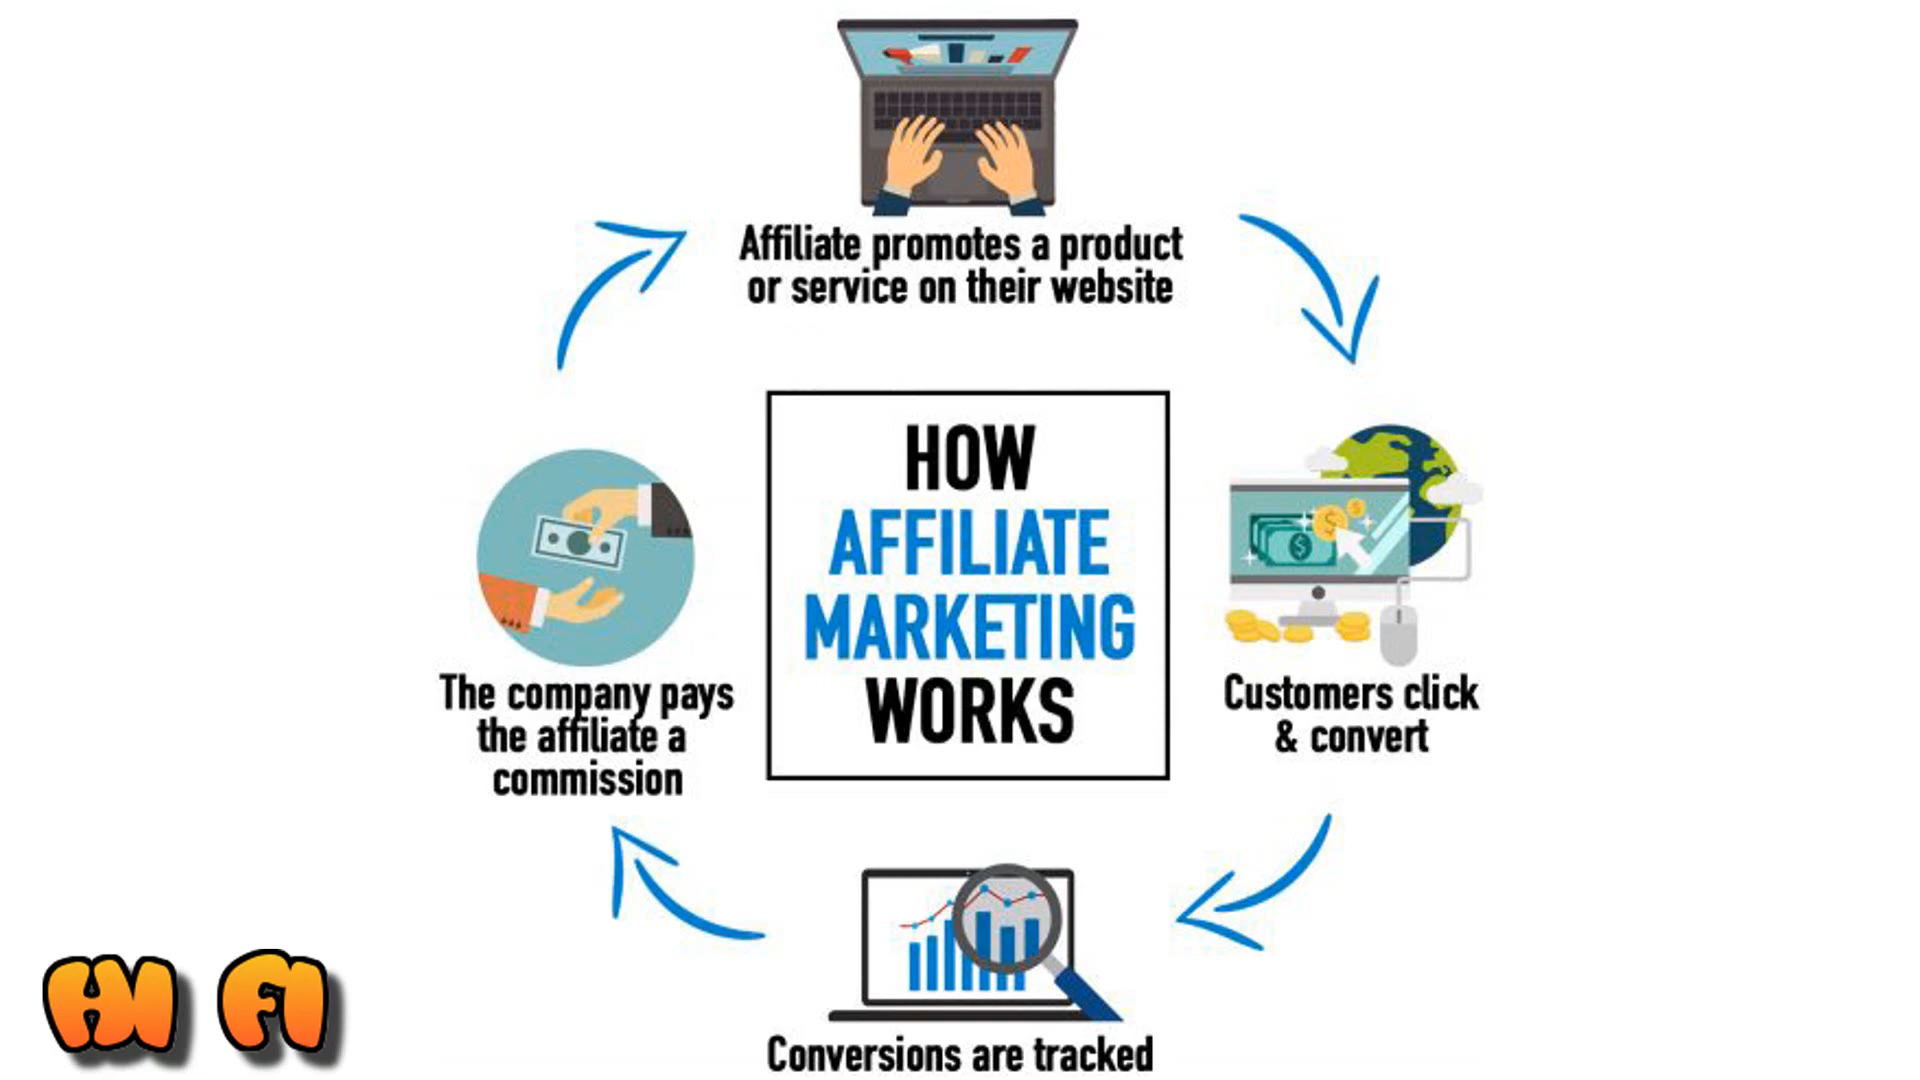 Affiliate promotes a product
or service on their website
HOW
AFFILIATE
MARKETING
WORKS
Customers click
& convert
Conversions are tracked
The company pays
the affiliate a
commission
HI FI